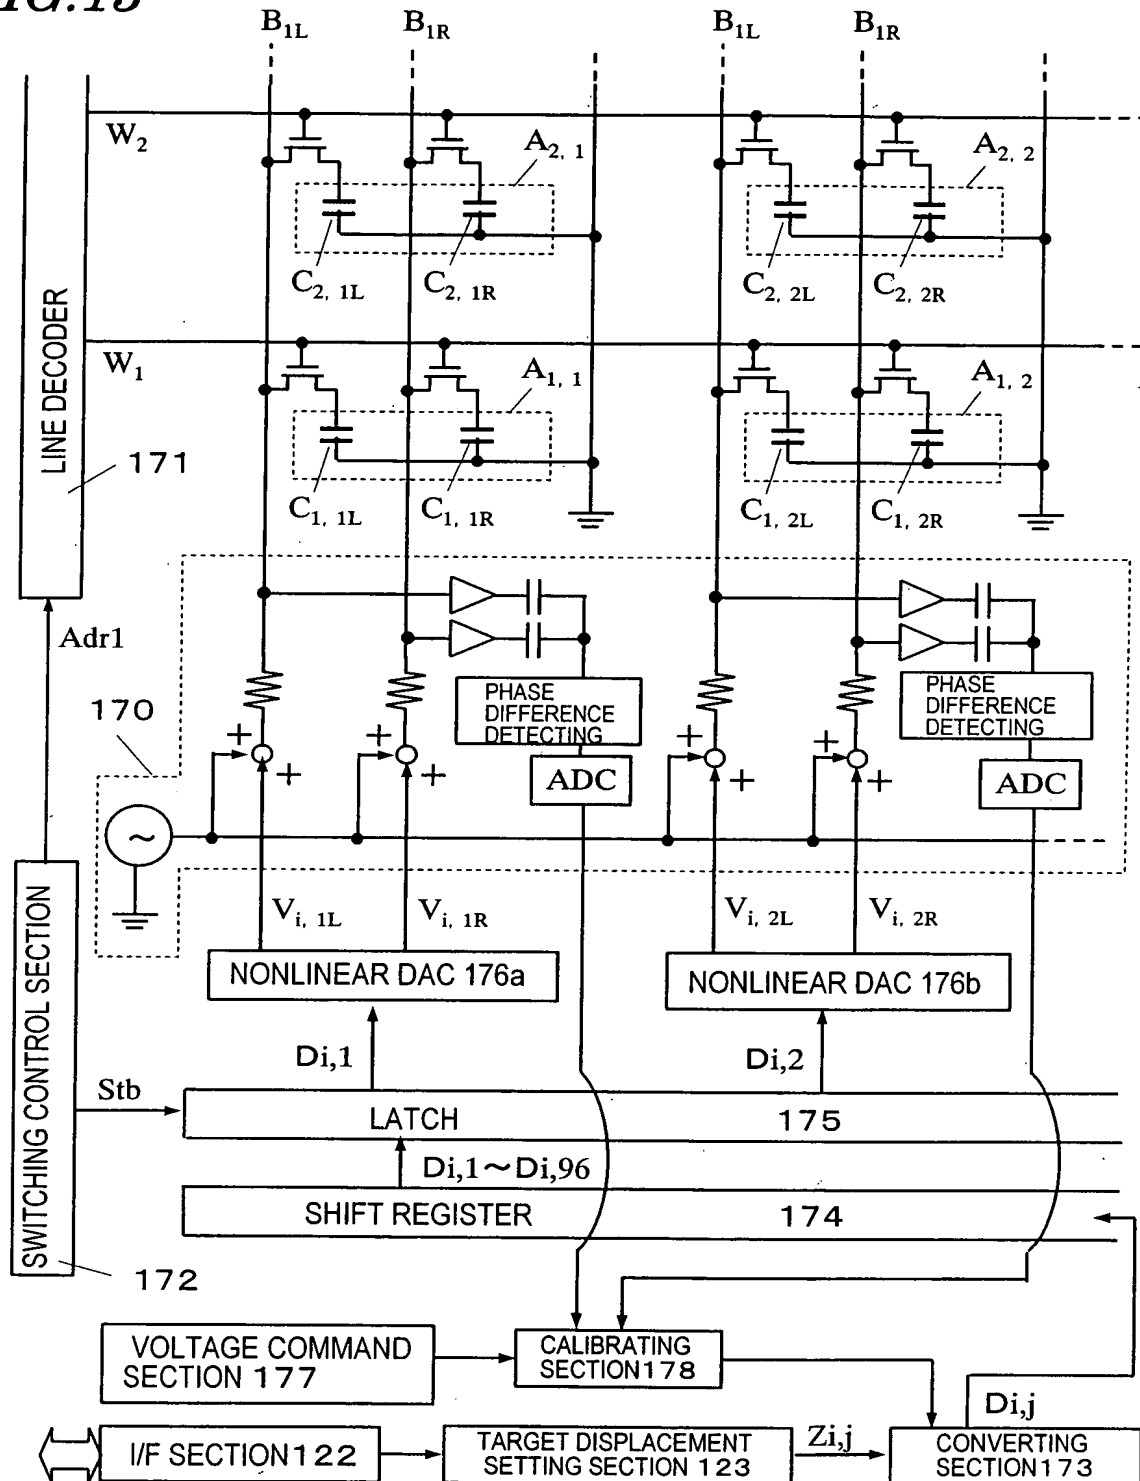 FIG.13
B1L B1R B1L B1R
W2
A2, 1
A2, 2
C2, 1L C2, 1R C2, 2L C2, 2R
LINE DECODER
171
W1
A1, 1
A1, 2
C1, 1L C1, 1R C1, 2L C1, 2R
Adr1
170
PHASE
DIFFERENCE
DETECTING
PHASE
DIFFERENCE
DETECTING
+ + + + + + + +
ADC
ADC
~
Vi, 1L Vi, 1R Vi, 2L Vi, 2R
SWITCHING CONTROL SECTION
172
NONLINEAR DAC 176a
NONLINEAR DAC 176b
Di,1
Di,2
Stb
LATCH 175
Di,1~Di,96
SHIFT REGISTER 174
VOLTAGE COMMAND
SECTION 177
CALIBRATING
SECTION178
Di,j
I/F SECTION122
TARGET DISPLACEMENT
SETTING SECTION 123
Zi,j
CONVERTING
SECTION173